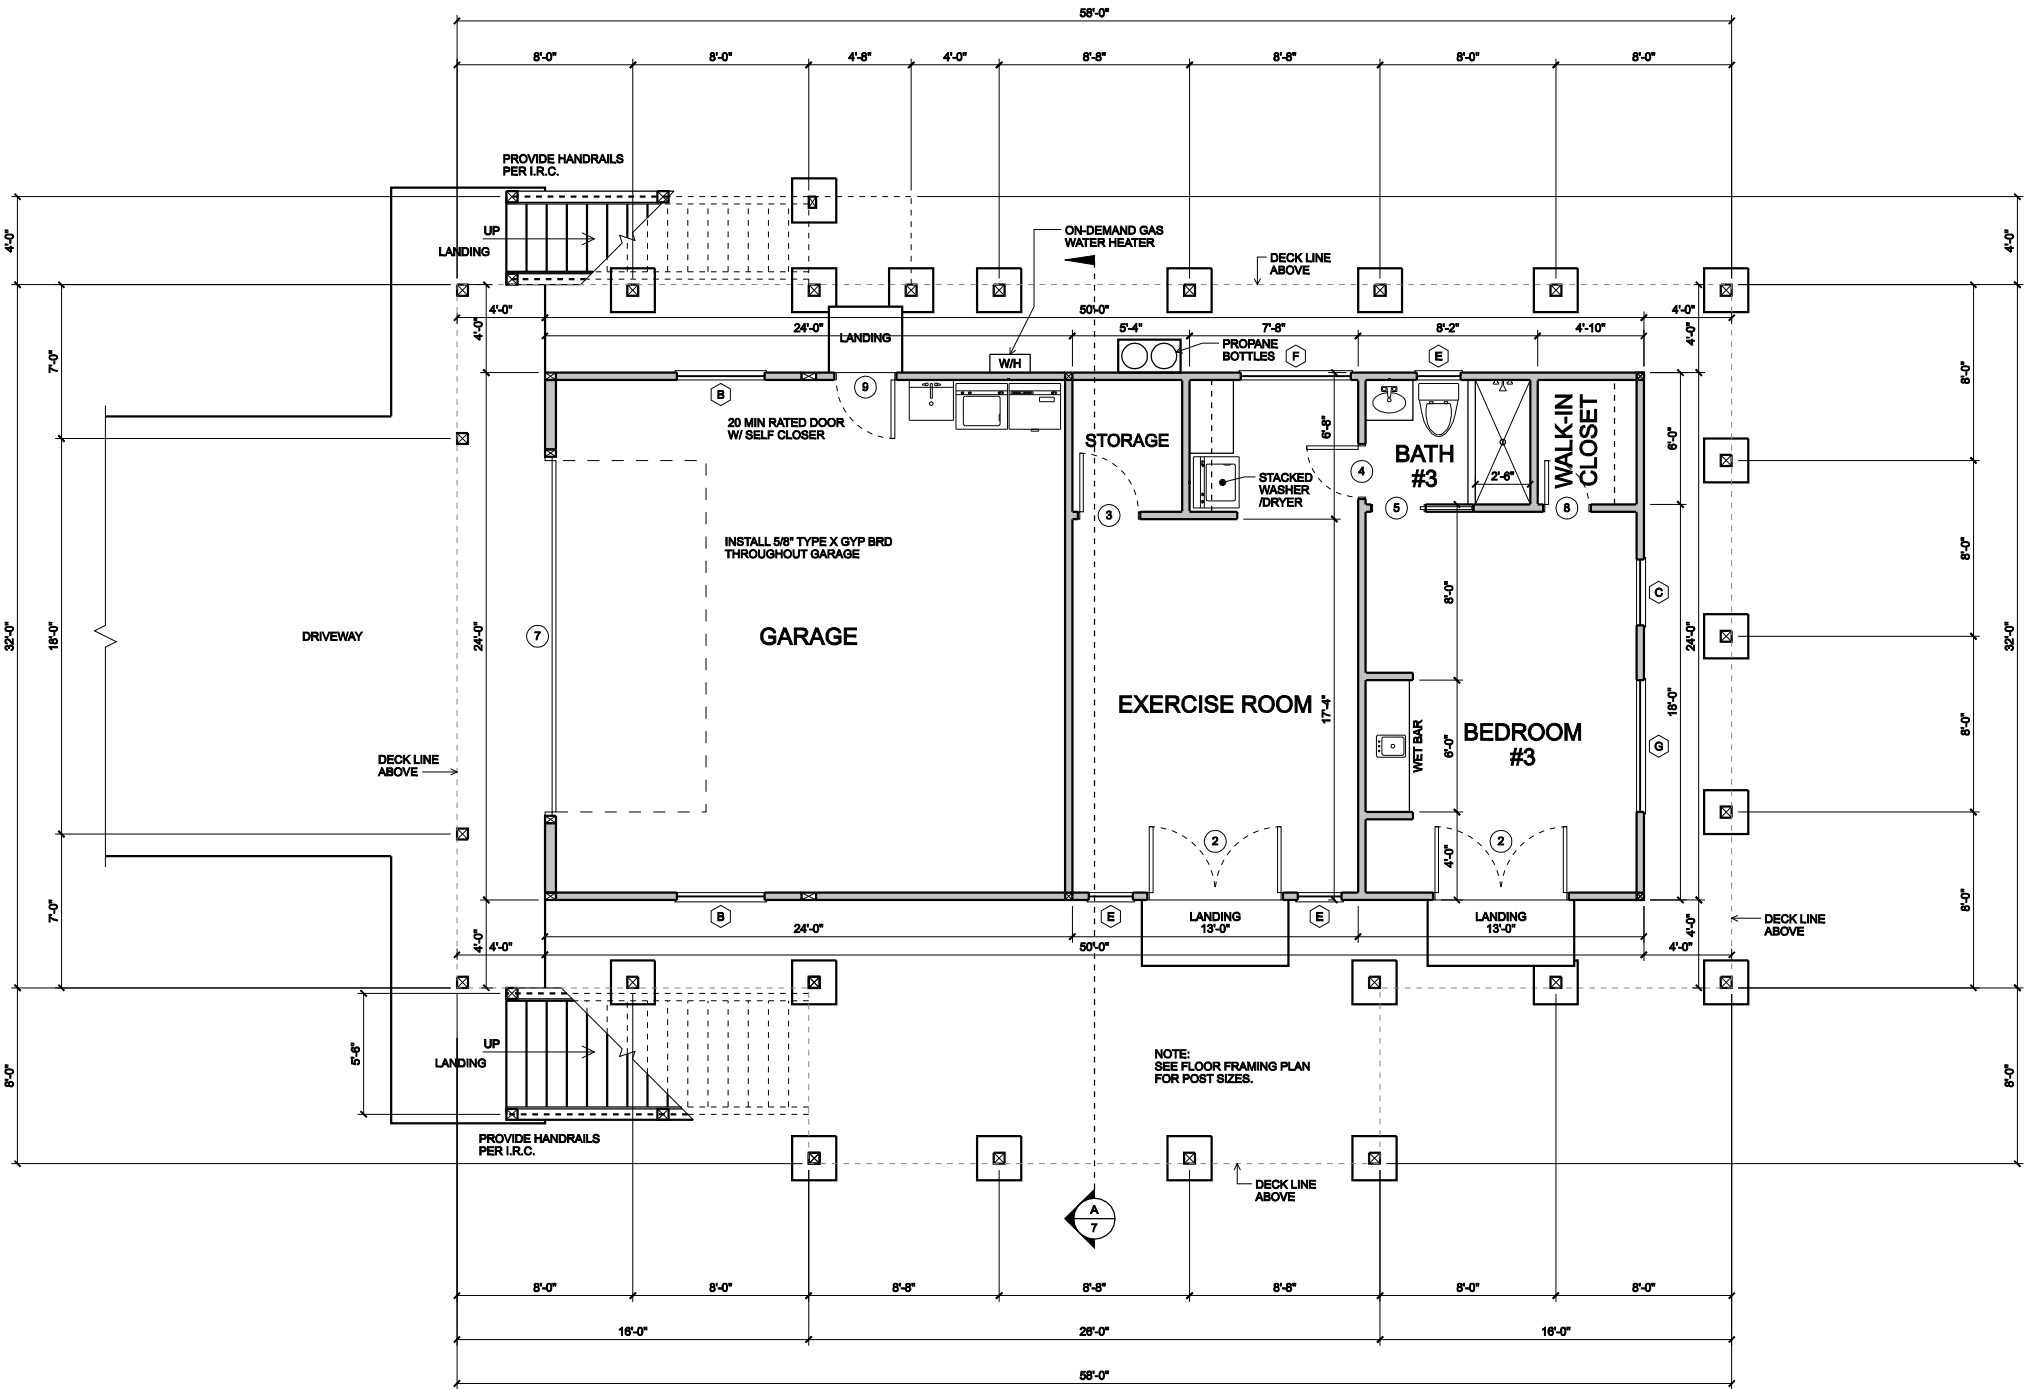 58'-0"
8'-0"
8'-0"
4'-8"
4'-0"
8'-8"
8'-8"
8'-0"
8'-0"
PROVIDE HANDRAILS
PER I.R.C.
4'-0"
UP
LANDING
ON-DEMAND GAS
WATER HEATER
DECK LINE
ABOVE
4'-0"
4'-0"
50'-0"
4'-0"
4'-0"
24'-0"
5'-4"
7'-8"
8'-2"
4'-10"
4'-0"
LANDING
W/H
PROPANE
BOTTLES
F
E
7'-0"
8'-0"
B
9
20 MIN RATED DOOR
W/ SELF CLOSER
STORAGE
6'-8"
BATH
#3
WALK-IN
CLOSET
6'-0"
2'-6"
4
STACKED
WASHER
/DRYER
3
5
8
INSTALL 5/8" TYPE X GYP BRD
THROUGHOUT GARAGE
8'-0"
8'-0"
C
32'-0"
18'-0"
DRIVEWAY
24'-0"
7
GARAGE
24'-0"
32'-0"
EXERCISE ROOM
17'-4"
WET BAR
6'-0"
BEDROOM
#3
G
18'-0"
8'-0"
DECK LINE
ABOVE
2
2
4'-0"
7'-0"
8'-0"
B
E
LANDING
13'-0"
E
LANDING
13'-0"
DECK LINE
ABOVE
24'-0"
4'-0"
4'-0"
50'-0"
4'-0"
4'-0"
5'-6"
UP
LANDING
8'-0"
8'-0"
NOTE:
SEE FLOOR FRAMING PLAN
FOR POST SIZES.
PROVIDE HANDRAILS
PER I.R.C.
DECK LINE
ABOVE
A
7
8'-0"
8'-0"
8'-8"
8'-8"
8'-8"
8'-0"
8'-0"
16'-0"
26'-0"
16'-0"
58'-0"